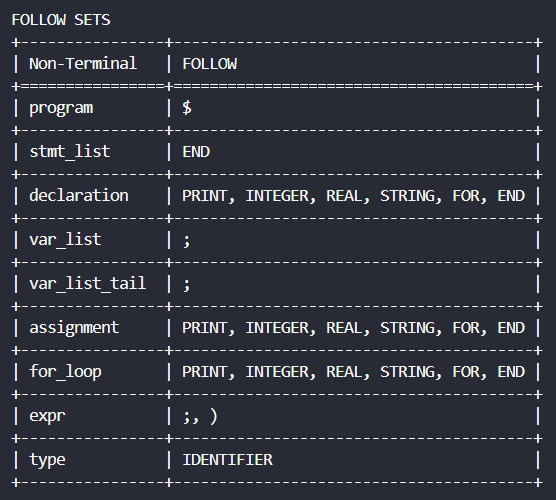 FOLLOW SETS
+---------------+---------------------------------------+
| Non-Terminal  | FOLLOW                                |
+===============+=======================================+
| program       | $                                     |
+---------------+---------------------------------------+
| stmt_list     | END                                   |
+---------------+---------------------------------------+
| declaration   | PRINT, INTEGER, REAL, STRING, FOR, END |
+---------------+---------------------------------------+
| var_list      | ;                                     |
+---------------+---------------------------------------+
| var_list_tail | ;                                     |
+---------------+---------------------------------------+
| assignment    | PRINT, INTEGER, REAL, STRING, FOR, END |
+---------------+---------------------------------------+
| for_loop      | PRINT, INTEGER, REAL, STRING, FOR, END |
+---------------+---------------------------------------+
| expr          | ;, )                                  |
+---------------+---------------------------------------+
| type          | IDENTIFIER                            |
+---------------+---------------------------------------+